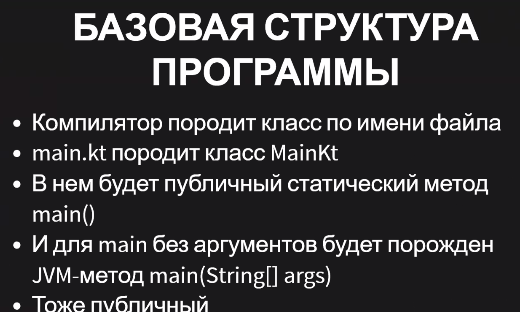 БАЗОВАЯ СТРУКТУРА
ПРОГРАММЫ
• Компилятор породит класс по имени файла
• main.kt породит класс MainKt
• В нем будет публичный статический метод
main()
• И для main без аргументов будет порожден
JVM-метод main(String[] args)
• Тоже публичный